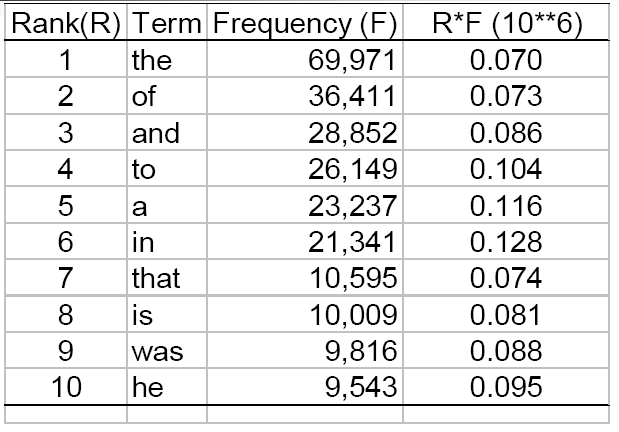 Rank(R) Term Frequency (F) R*F (10**6)
1 the 69,971 0.070
2 of 36,411 0.073
3 and 28,852 0.086
4 to 26,149 0.104
5 a 23,237 0.116
6 in 21,341 0.128
7 that 10,595 0.074
8 is 10,009 0.081
9 was 9,816 0.088
10 he 9,543 0.095